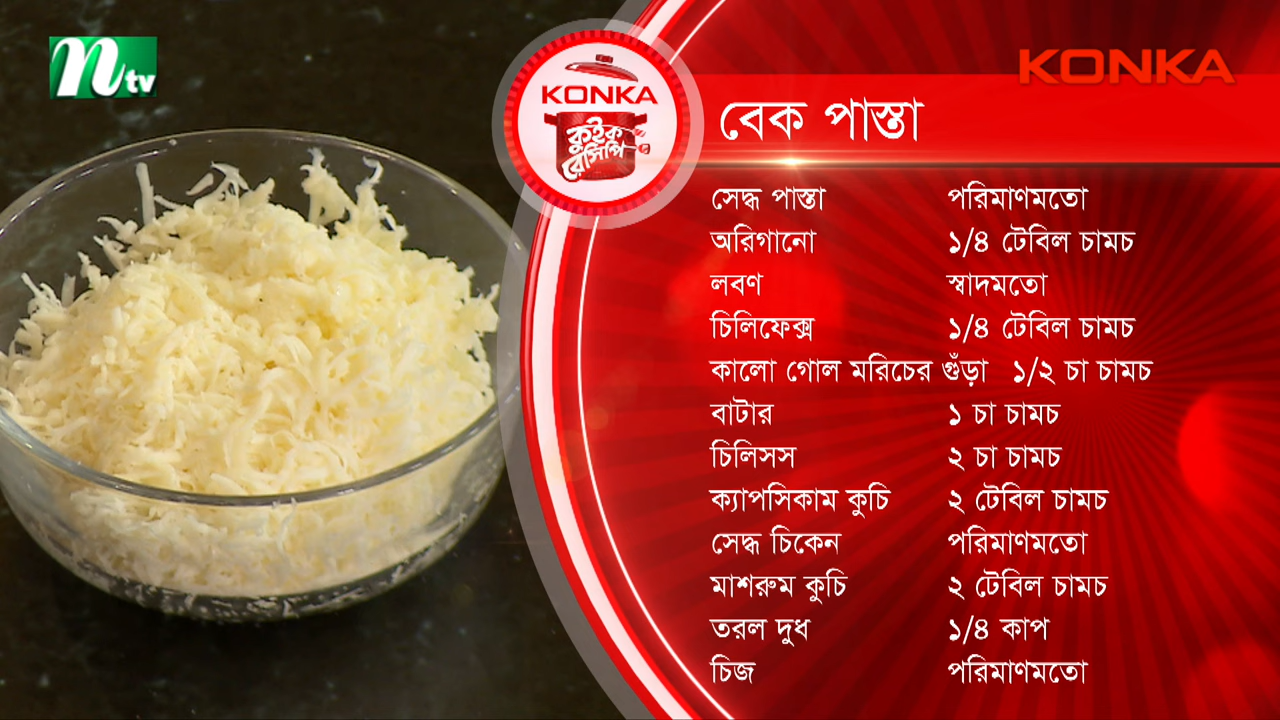 ntv
KONKA
KONKA
কুইক
রেসিপি
বেক পাস্তা
সেদ্ধ পাস্তা পরিমাণমতো
অরিগানো ১/৪ টেবিল চামচ
লবণ স্বাদমতো
চিলিফেক্স ১/৪ টেবিল চামচ
কালো গোল মরিচের গুঁড়া ১/২ চা চামচ
বাটার ১ চা চামচ
চিলিসস ২ চা চামচ
ক্যাপসিকাম কুচি ২ টেবিল চামচ
সেদ্ধ চিকেন পরিমাণমতো
মাশরুম কুচি ২ টেবিল চামচ
তরল দুধ ১/৪ কাপ
চিজ পরিমাণমতো